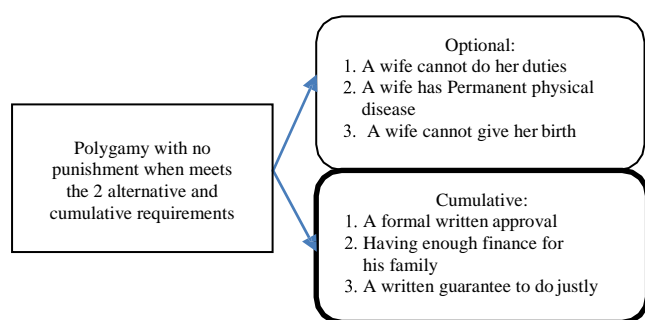 Polygamy with no
punishment when meets
the 2 alternative and
cumulative requirements
Optional:
1. A wife cannot do her duties
2. A wife has Permanent physical
disease
3. A wife cannot give her birth
Cumulative:
1. A formal written approval
2. Having enough finance for
his family
3. A written guarantee to do justly